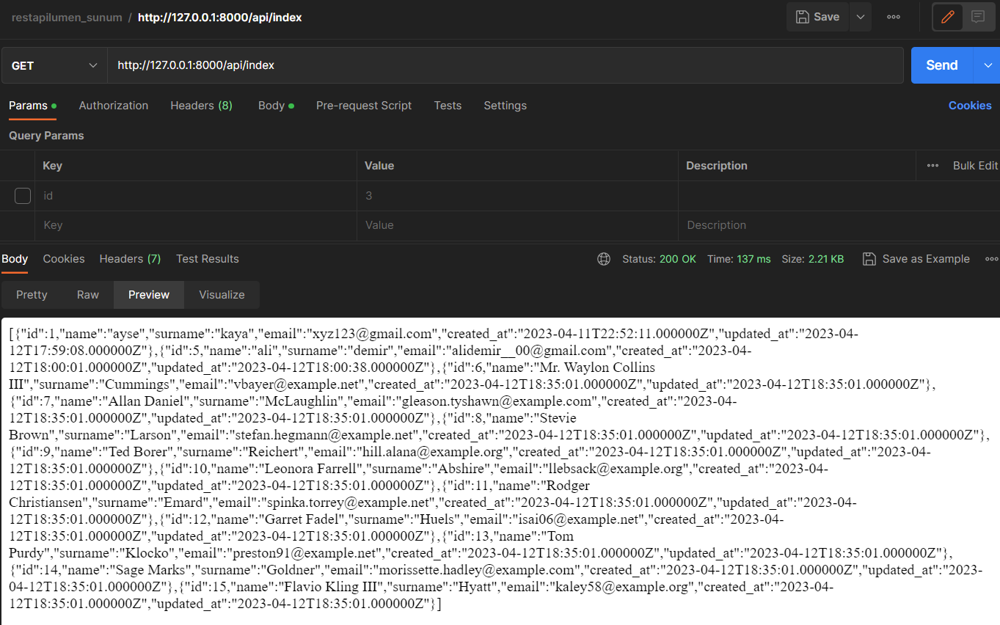 restapilumen_sunum / http://127.0.0.1:8000/api/index
Save
GET
http://127.0.0.1:8000/api/index
Send
Params Authorization Headers (8) Body Pre-request Script Tests Settings Cookies
Query Params
Key Value Description Bulk Edit
id 3
Key Value Description
Body Cookies Headers (7) Test Results Status: 200 OK Time: 137 ms Size: 2.21 KB Save as Example
Pretty Raw Preview Visualize
[{"id":1,"name":"ayse","surname":"kaya","email":"xyz123@gmail.com","created_at":"2023-04-11T22:52:11.000000Z","updated_at":"2023-04-
12T17:59:08.000000Z"},{"id":5,"name":"ali","surname":"demir","email":"alidemir__00@gmail.com","created_at":"2023-04-
12T18:00:01.000000Z","updated_at":"2023-04-12T18:00:38.000000Z"},{"id":6,"name":"Mr. Waylon Collins
III","surname":"Cummings","email":"vbayer@example.net","created_at":"2023-04-12T18:35:01.000000Z","updated_at":"2023-04-12T18:35:01.000000Z"},
{"id":7,"name":"Allan Daniel","surname":"McLaughlin","email":"gleason.tyshawn@example.com","created_at":"2023-04-
12T18:35:01.000000Z","updated_at":"2023-04-12T18:35:01.000000Z"},{"id":8,"name":"Stevie
Brown","surname":"Larson","email":"stefan.hegmann@example.net","created_at":"2023-04-12T18:35:01.000000Z","updated_at":"2023-04-12T18:35:01.000000Z"},
{"id":9,"name":"Ted Borer","surname":"Reichert","email":"hill.alana@example.org","created_at":"2023-04-12T18:35:01.000000Z","updated_at":"2023-04-
12T18:35:01.000000Z"},{"id":10,"name":"Leonora Farrell","surname":"Abshire","email":"llebsack@example.org","created_at":"2023-04-
12T18:35:01.000000Z","updated_at":"2023-04-12T18:35:01.000000Z"},{"id":11,"name":"Rodger
Christiansen","surname":"Emard","email":"spinka.torrey@example.net","created_at":"2023-04-12T18:35:01.000000Z","updated_at":"2023-04-
12T18:35:01.000000Z"},{"id":12,"name":"Garret Fadel","surname":"Huels","email":"isai06@example.net","created_at":"2023-04-
12T18:35:01.000000Z","updated_at":"2023-04-12T18:35:01.000000Z"},{"id":13,"name":"Tom
Purdy","surname":"Klocko","email":"preston91@example.net","created_at":"2023-04-12T18:35:01.000000Z","updated_at":"2023-04-12T18:35:01.000000Z"},
{"id":14,"name":"Sage Marks","surname":"Goldner","email":"morissette.hadley@example.com","created_at":"2023-04-12T18:35:01.000000Z","updated_at":"2023-
04-12T18:35:01.000000Z"},{"id":15,"name":"Flavio Kling III","surname":"Hyatt","email":"kaley58@example.org","created_at":"2023-04-
12T18:35:01.000000Z","updated_at":"2023-04-12T18:35:01.000000Z"}]